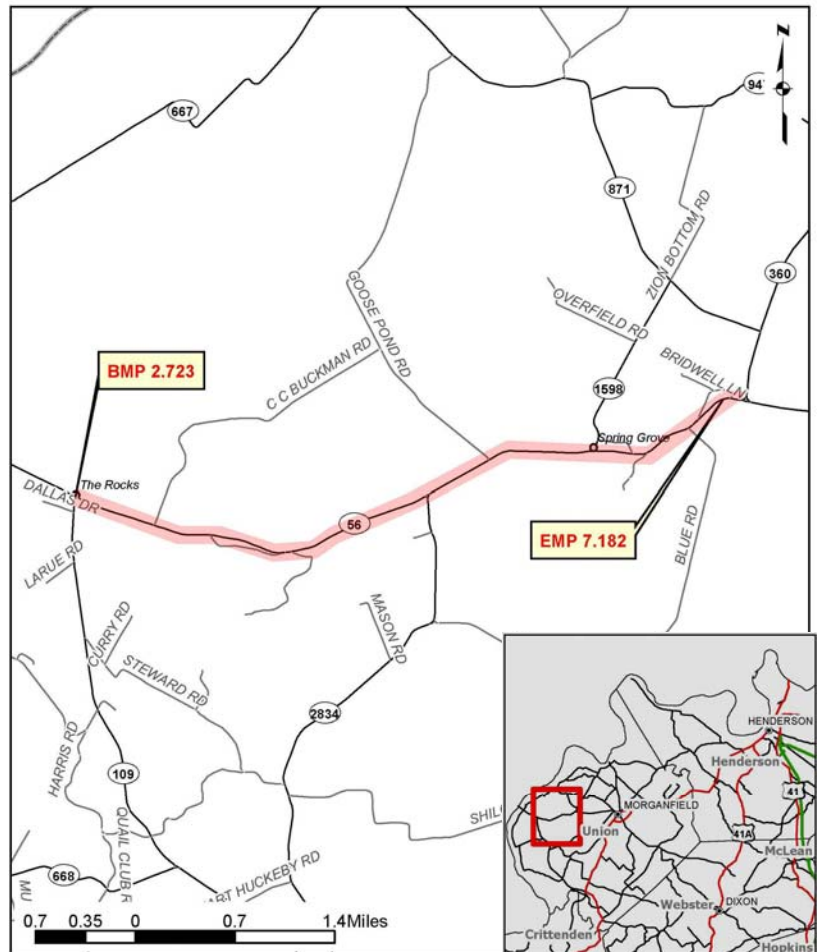 Z
667
94
871
ZION BOTTOM RD
360
GOOSE POND RD
OVERFIELD RD
C C BUCKMAN RD
BRIDWELL LN
BMP 2.723
1598
Spring Grove
The Rocks
DALLAS DR
56
EMP 7.182
BLUE RD
LARUE RD
CURRY RD
MASON RD
STEWARD RD
2834
HARRIS RD
109
QUAIL CLUB R
SHIL
668
ART HUCKEBY RD
MU
0.7 0.35 0 0.7 1.4Miles
HENDERSON
Henderson
41
MORGANFIELD
Union
41A
McLean
Webster
DIXON
Crittenden
Hopkins